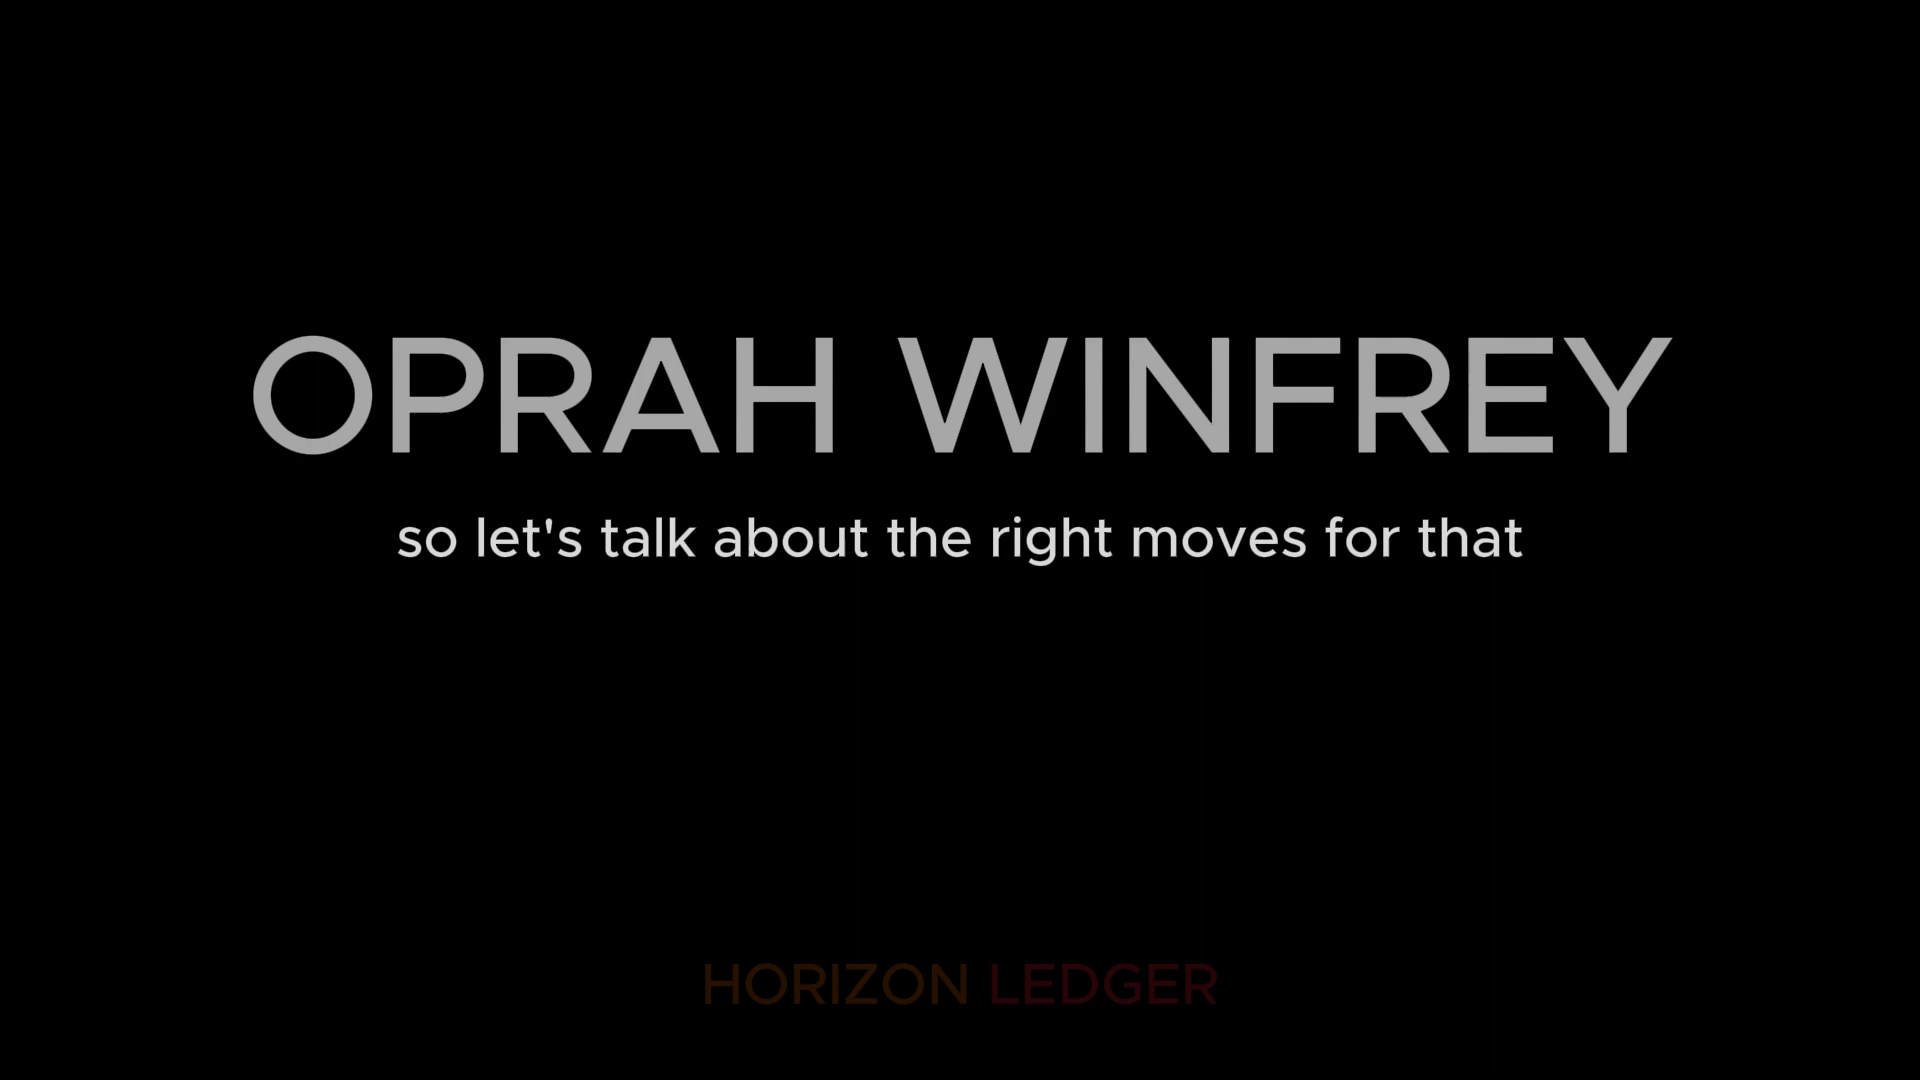 OPRAH WINFREY
so let's talk about the right moves for that
HORIZON LEDGER